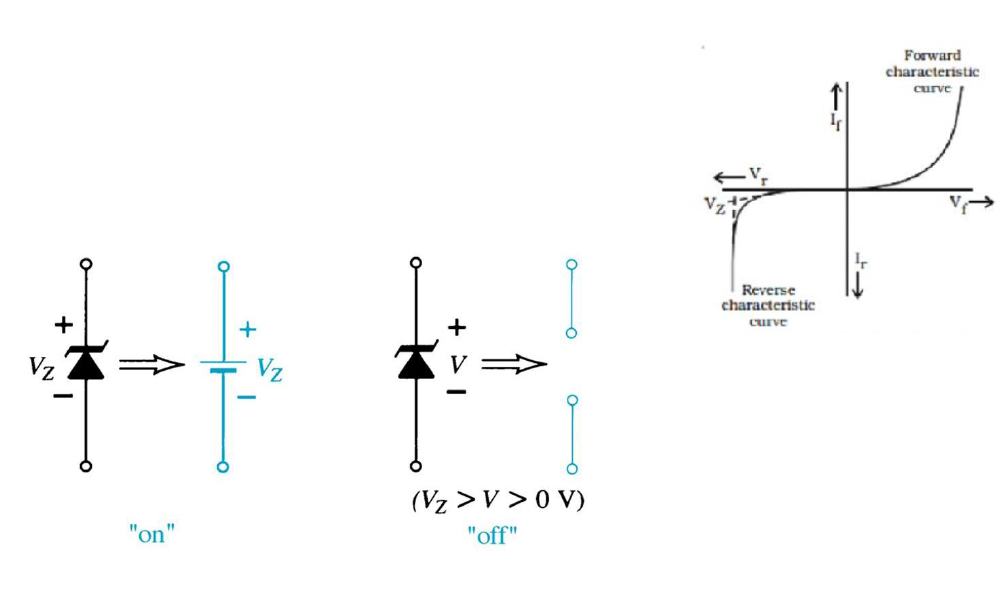 Forward
characteristic
curve
I_f
V_r
V_Z
V_f
I_r
Reverse
characteristic
curve
+
V_Z
−
+
V_Z
−
+
V
−
(V_Z > V > 0 V)
"on"
"off"